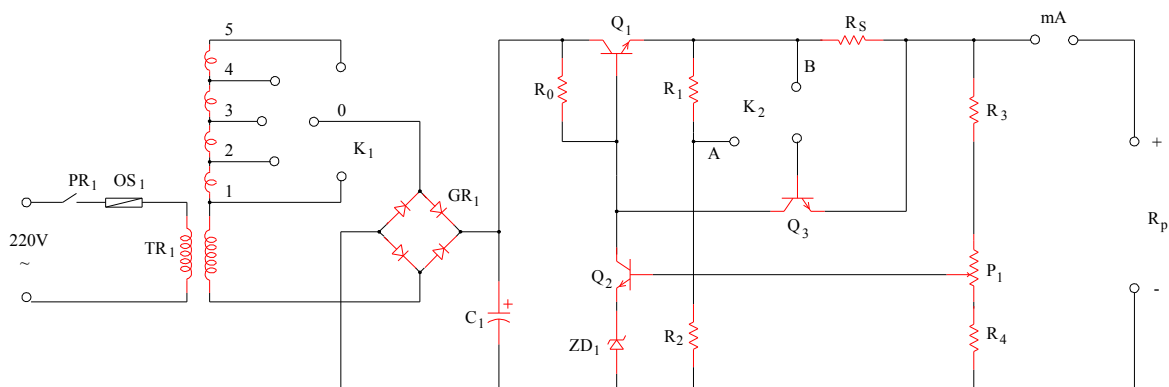 5
4
3
2
1
0
K1
PR1
OS1
220V
~
TR1
GR1
C1
+
Q1
R0
R1
A
K2
B
RS
mA
R3
Q3
Q2
ZD1
R2
P1
R4
+
Rp
-